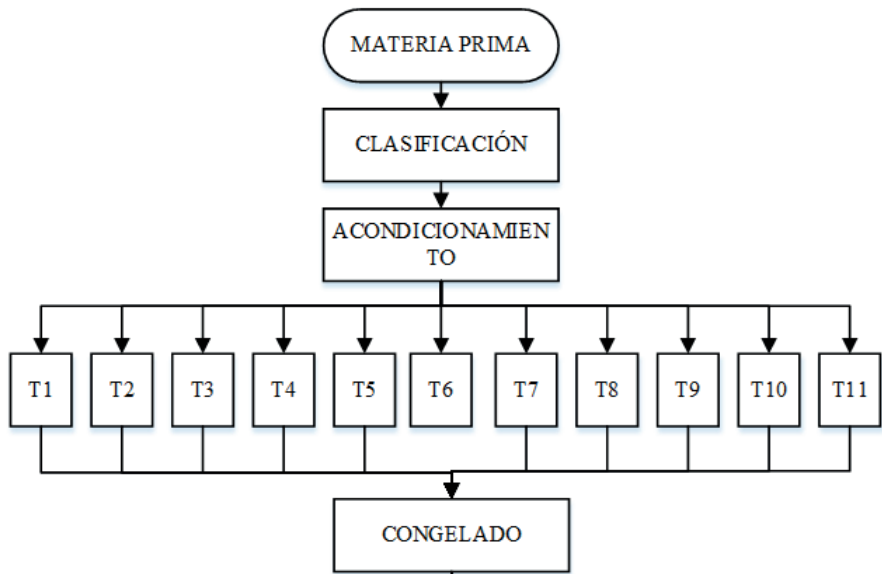 MATERIA PRIMA
CLASIFICACIÓN
ACONDICIONAMIEN
TO
T1 T2 T3 T4 T5 T6 T7 T8 T9 T10 T11
CONGELADO